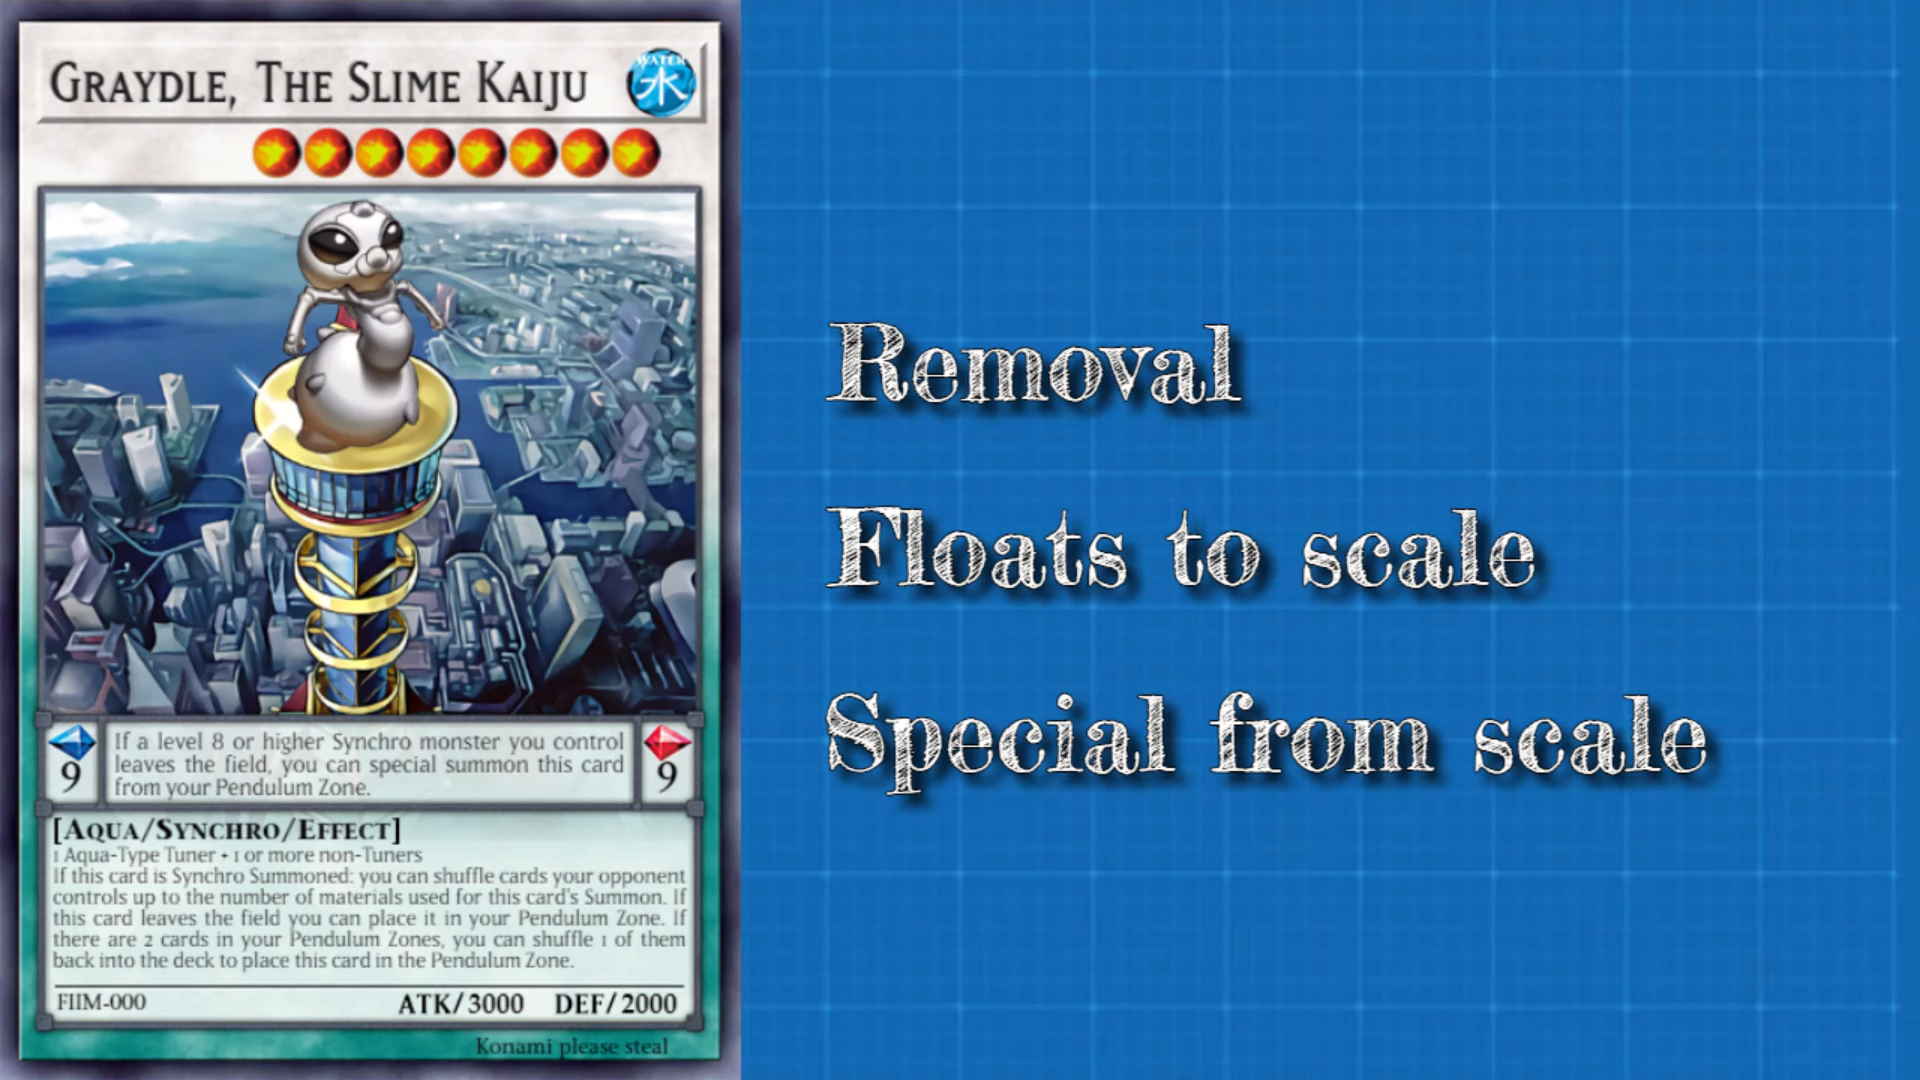 Graydle, The Slime Kaiju
WATER
水
9
If a level 8 or higher Synchro monster you control
leaves the field, you can special summon this card
from your Pendulum Zone.
9
[Aqua/Synchro/Effect]
1 Aqua-Type Tuner + 1 or more non-Tuners
If this card is Synchro Summoned: you can shuffle cards your opponent
controls up to the number of materials used for this card's Summon. If
this card leaves the field you can place it in your Pendulum Zone. If
there are 2 cards in your Pendulum Zones, you can shuffle 1 of them
back into the deck to place this card in the Pendulum Zone.
FIIM-000
ATK/3000 DEF/2000
Konami please steal
Removal
Floats to scale
Special from scale